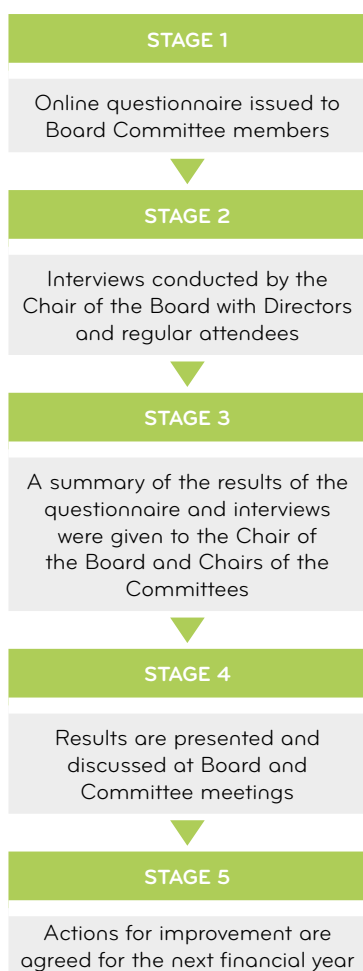 STAGE 1
Online questionnaire issued to
Board Committee members
STAGE 2
Interviews conducted by the
Chair of the Board with Directors
and regular attendees
STAGE 3
A summary of the results of the
questionnaire and interviews
were given to the Chair of
the Board and Chairs of the
Committees
STAGE 4
Results are presented and
discussed at Board and
Committee meetings
STAGE 5
Actions for improvement are
agreed for the next financial year